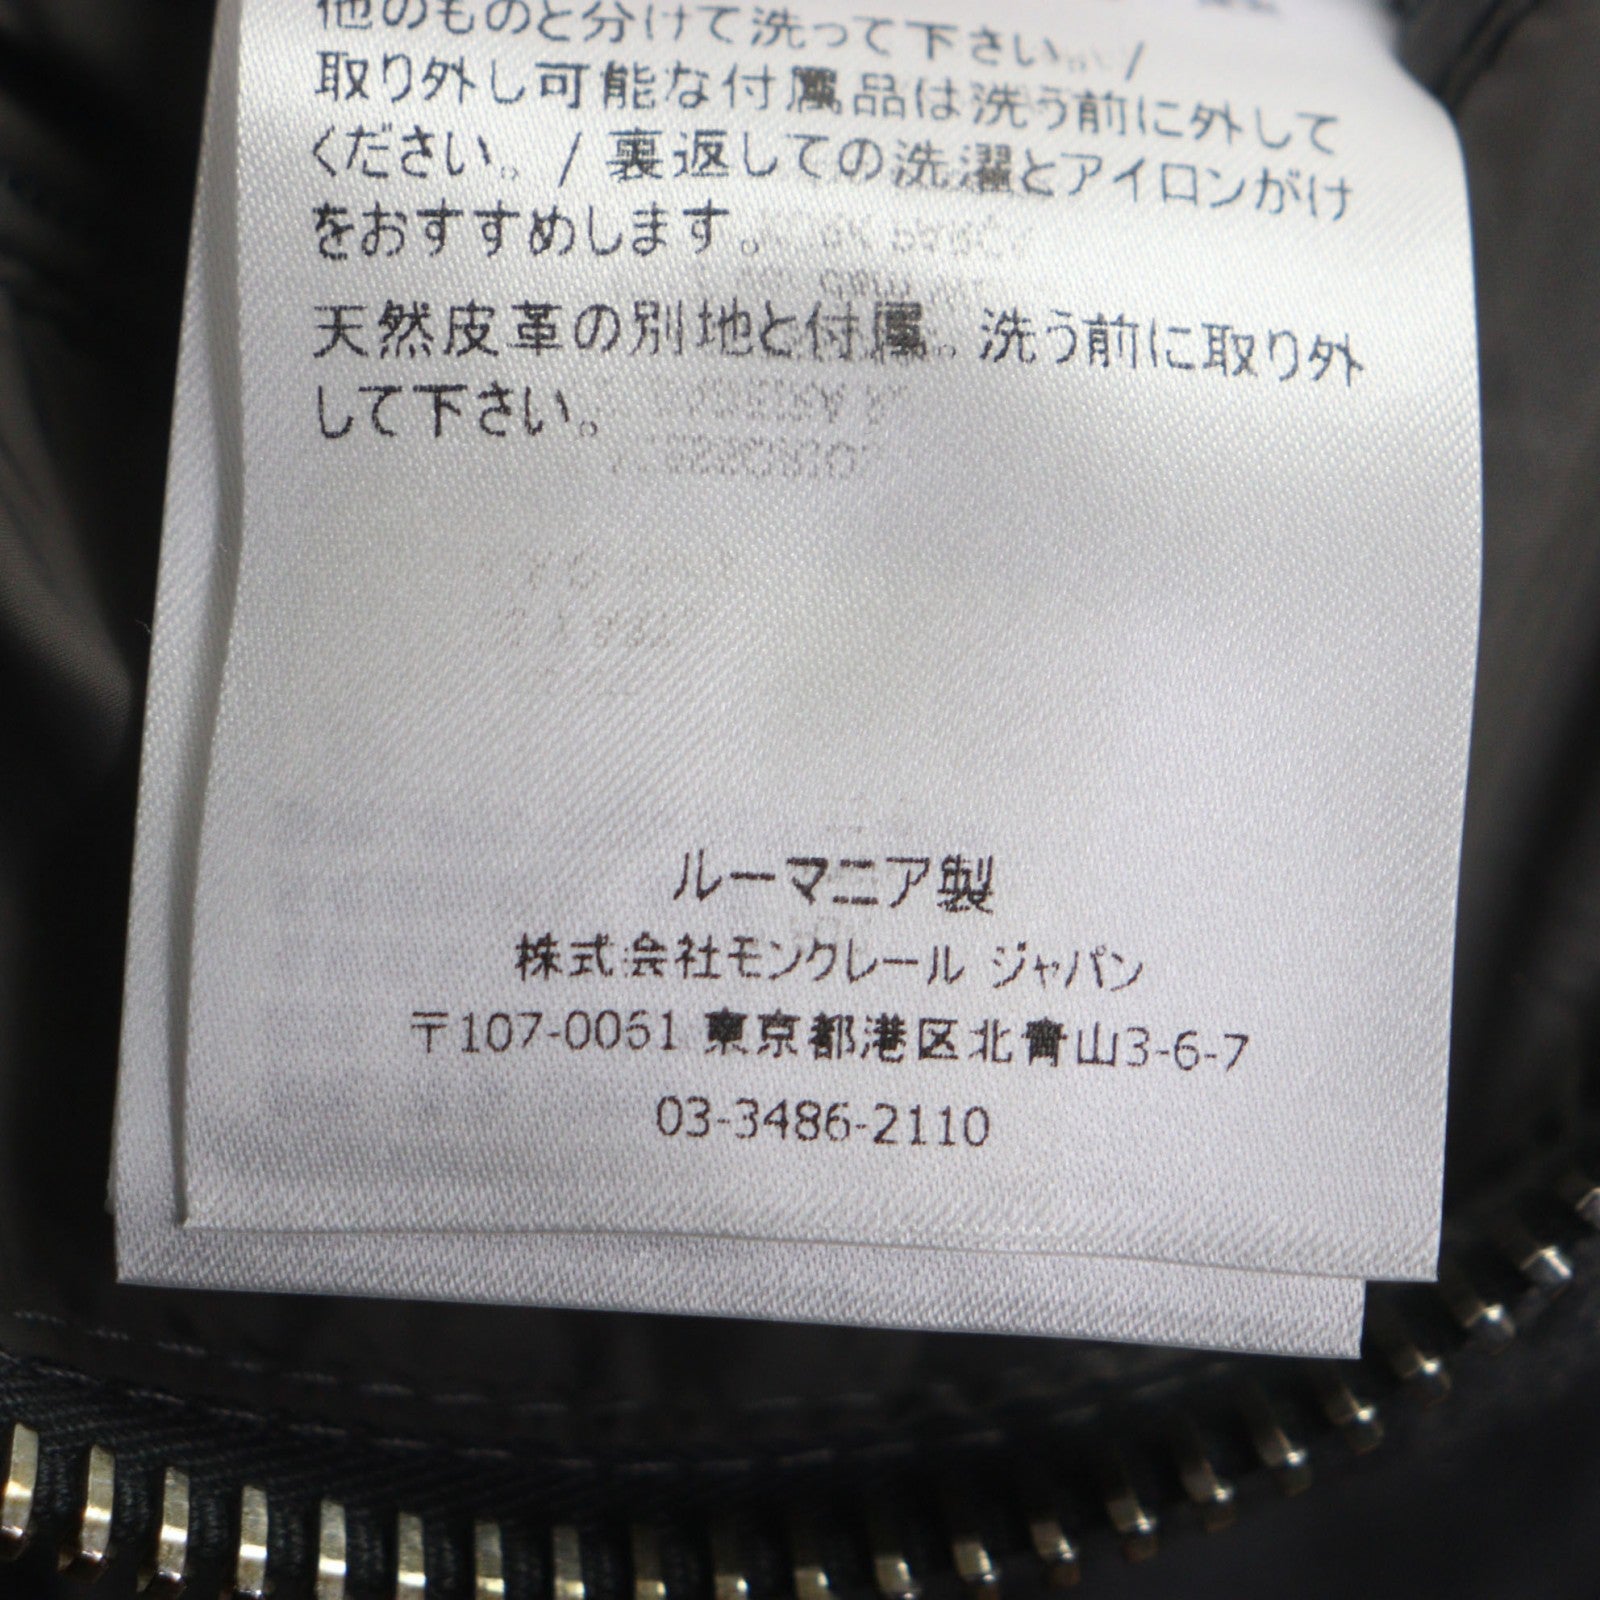 他のものと分けて洗って下さい。/
取り外し可能な付属品は洗う前に外して
ください。/ 裏返しての洗濯とアイロンがけ
をおすすめします。
天然皮革の別地と付属。洗う前に取り外
して下さい。
ルーマニア製
株式会社モンクレール ジャパン
〒107-0061 東京都港区北青山3-6-7
03-3486-2110